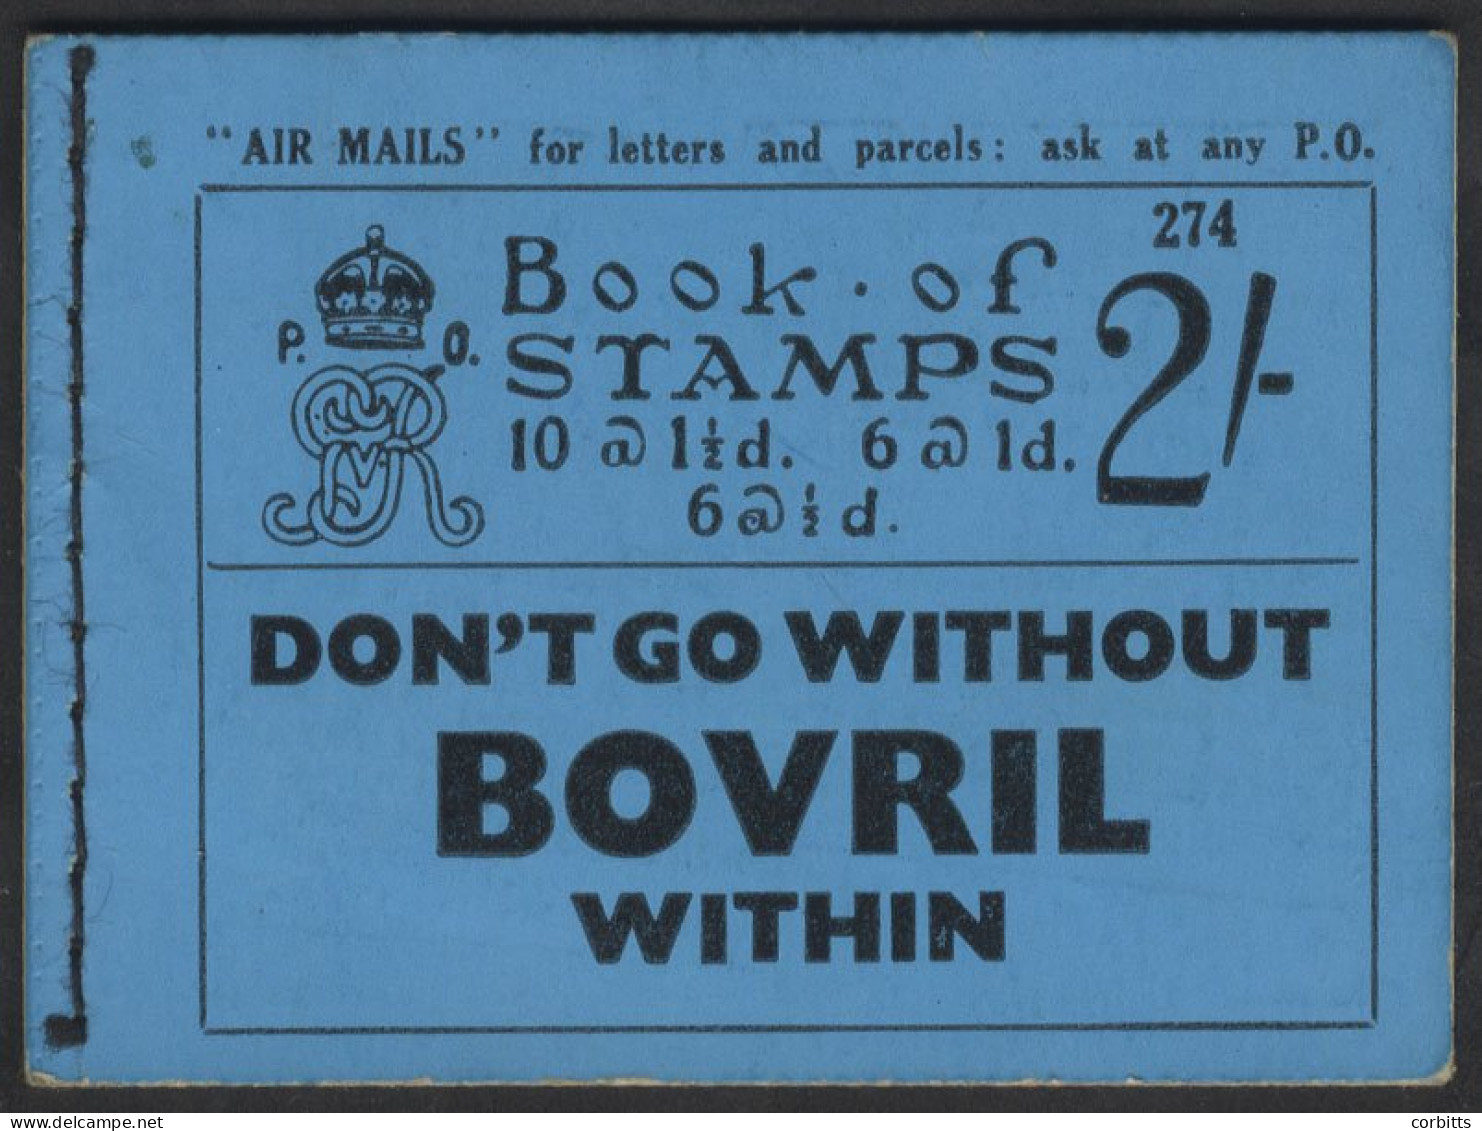 "AIR MAILS" for letters and parcels: ask at any P.O.
274
P. O.
Book · of
STAMPS
2/-
10 @ 1½d. 6 @ 1d.
6 @ ½d.
DON'T GO WITHOUT
BOVRIL
WITHIN
© corbitts